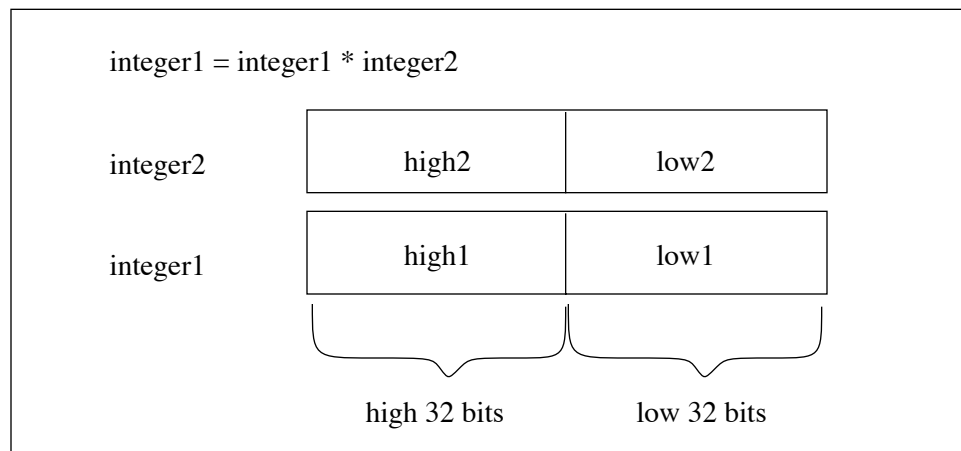 integer1 = integer1 * integer2
integer2 high2 low2
integer1 high1 low1
high 32 bits low 32 bits